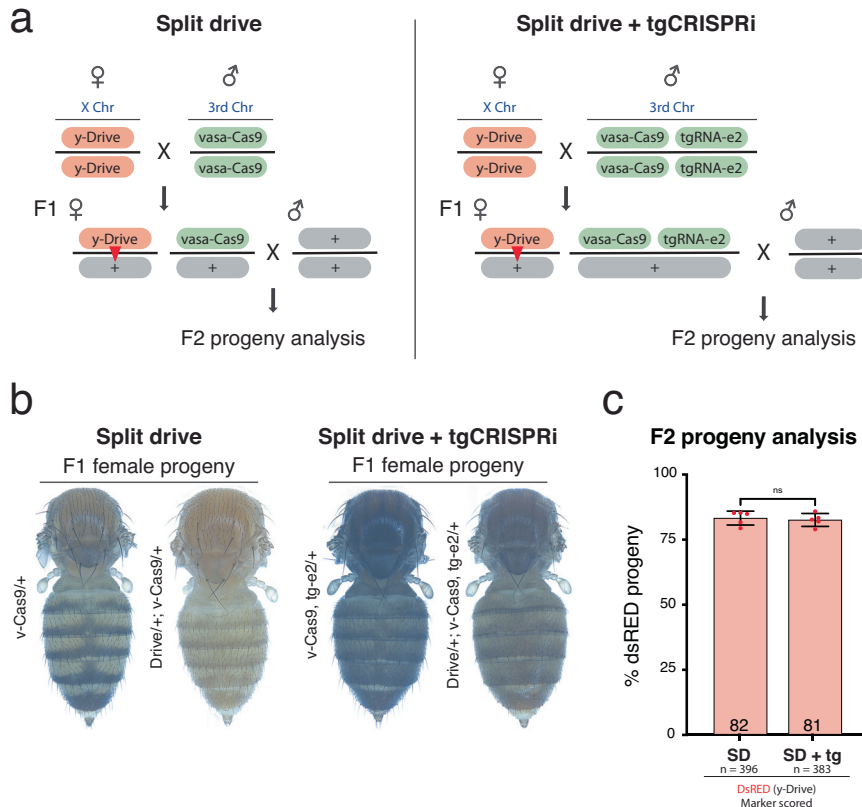 a
Split drive
♀ ♂
X Chr 3rd Chr
y-Drive vasa-Cas9
X
y-Drive vasa-Cas9
F1 ♀ ♂
y-Drive vasa-Cas9 +
X
+ + +
F2 progeny analysis
Split drive + tgCRISPRi
♀ ♂
X Chr 3rd Chr
y-Drive vasa-Cas9 tgRNA-e2
X
y-Drive vasa-Cas9 tgRNA-e2
F1 ♀ ♂
y-Drive vasa-Cas9 tgRNA-e2 +
X
+ + +
F2 progeny analysis
b
Split drive
F1 female progeny
v-Cas9/+
Drive/+; v-Cas9/+
Split drive + tgCRISPRi
F1 female progeny
v-Cas9, tg-e2/+
Drive/+; v-Cas9, tg-e2/+
c
F2 progeny analysis
% dsRED progeny
100
75
50
25
0
ns
82 81
SD SD + tg
n = 396 n = 383
DsRED (y-Drive)
Marker scored